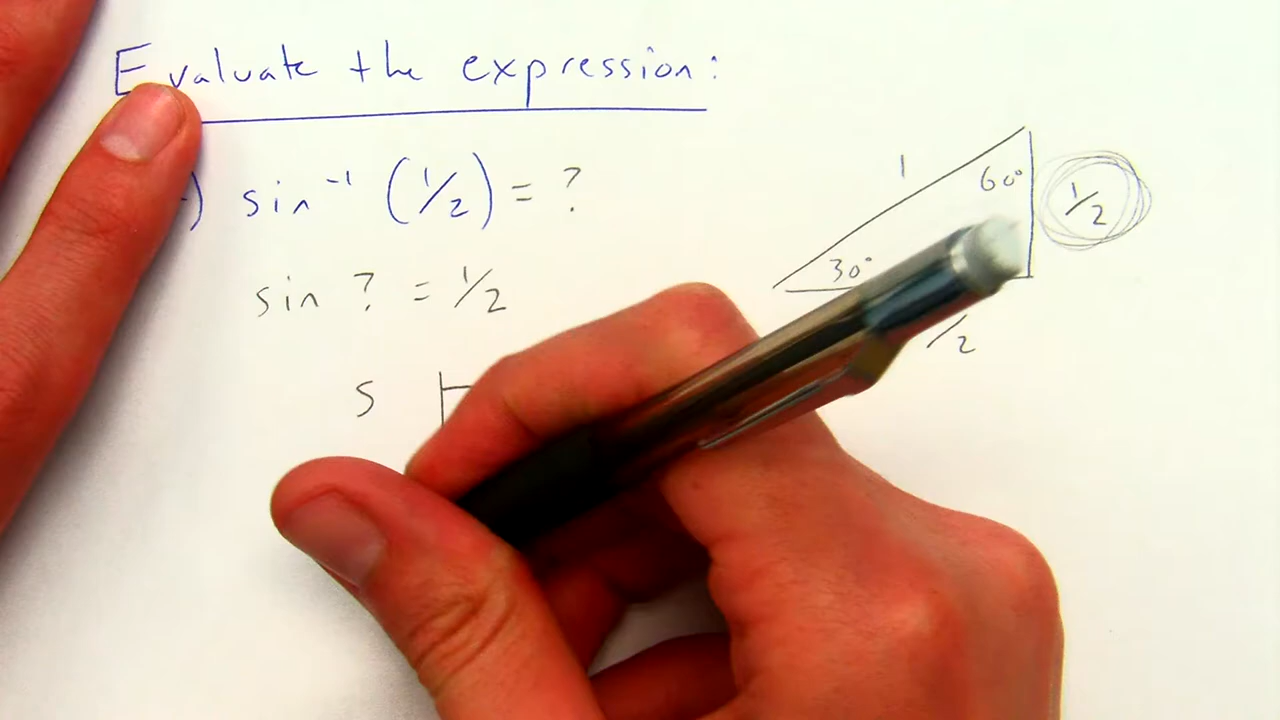 Evaluate the expression:
) sin⁻¹ (1/2) = ?
sin ? = 1/2
S
1
60°
1/2
30°
/2